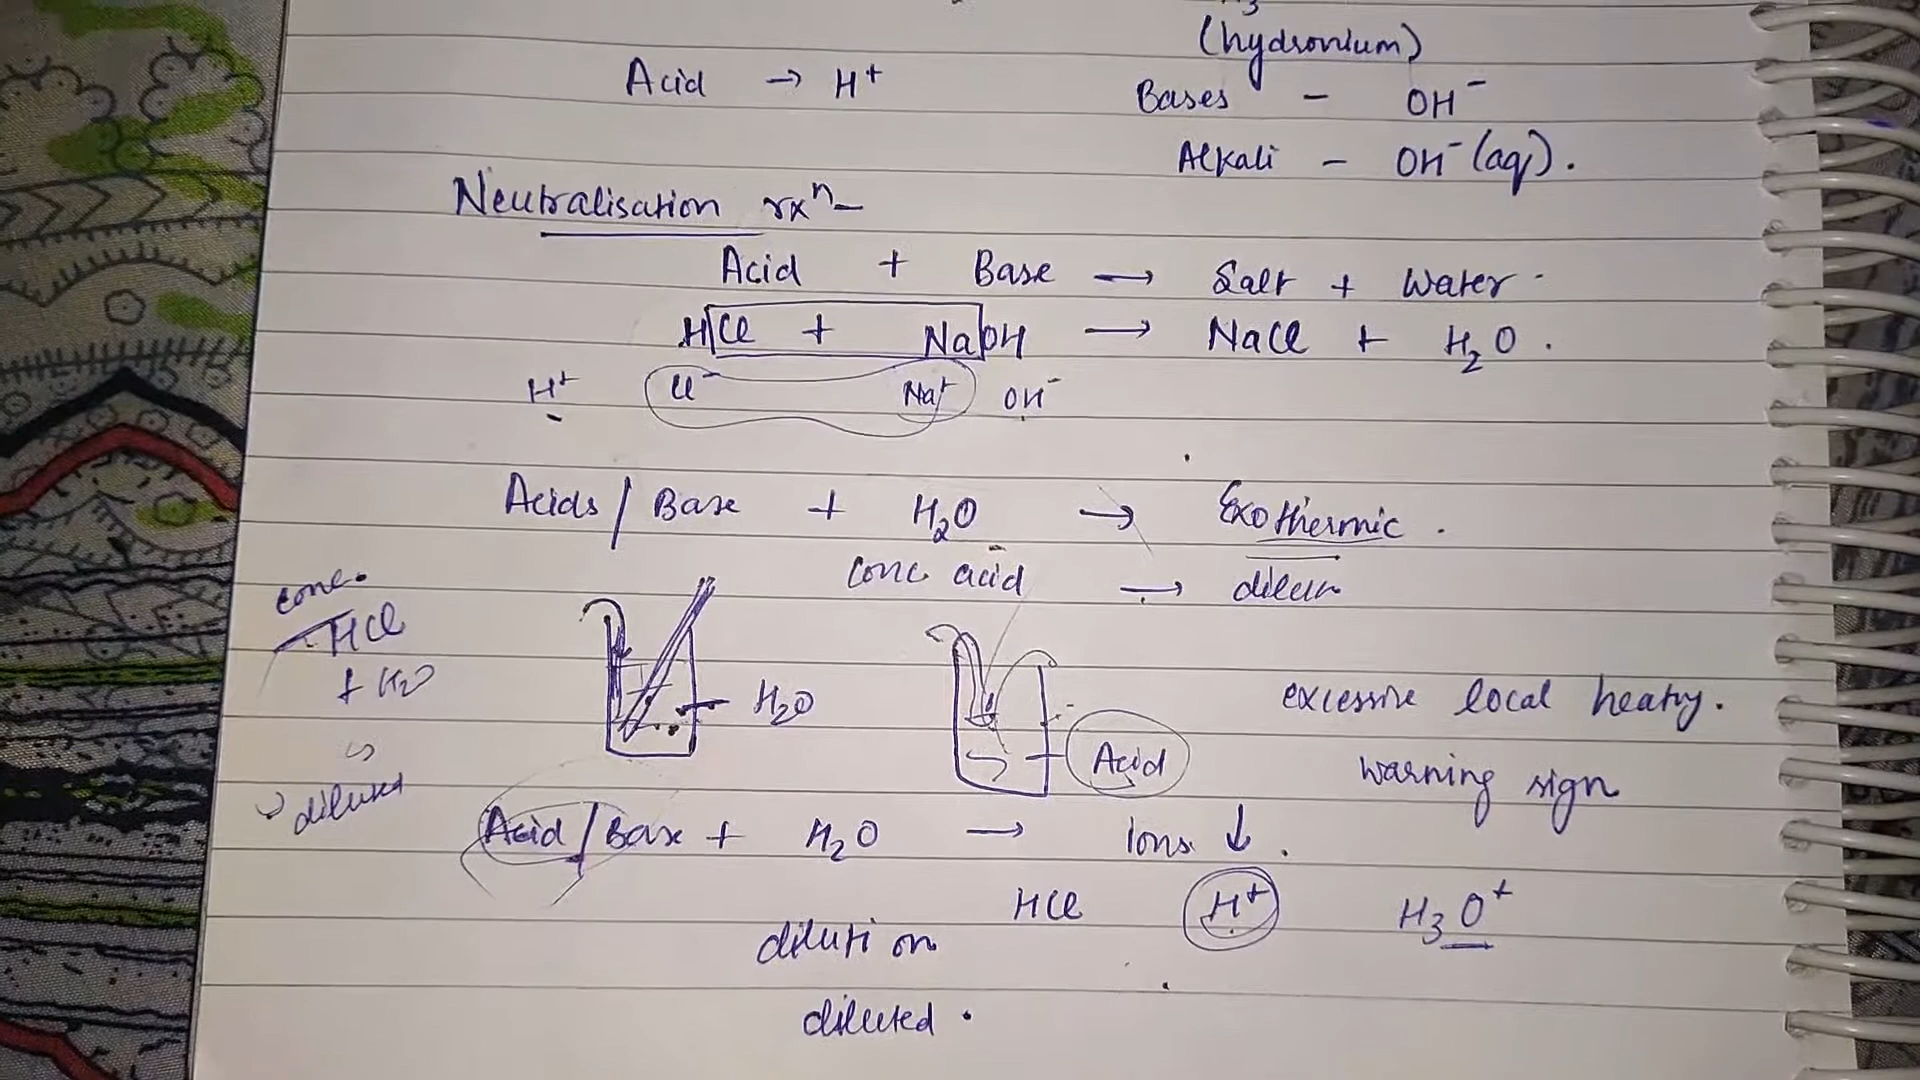 (hydronium)
Acid → H⁺
Bases - OH⁻
Alkali - OH⁻(aq).
Neutralisation rxⁿ-
Acid + Base → Salt + Water.
HCl + NaOH → NaCl + H₂O.
H⁺ Cl⁻ Na⁺ OH⁻
Acids / Base + H₂O → Exothermic.
conc acid →
conc.
HCl
+ H₂O
diluted
H₂O
Acid
excessive local
warning sign
Acid / Base + H₂O → Ions ↓.
HCl H⁺ H₃O⁺
dilution
diluted.